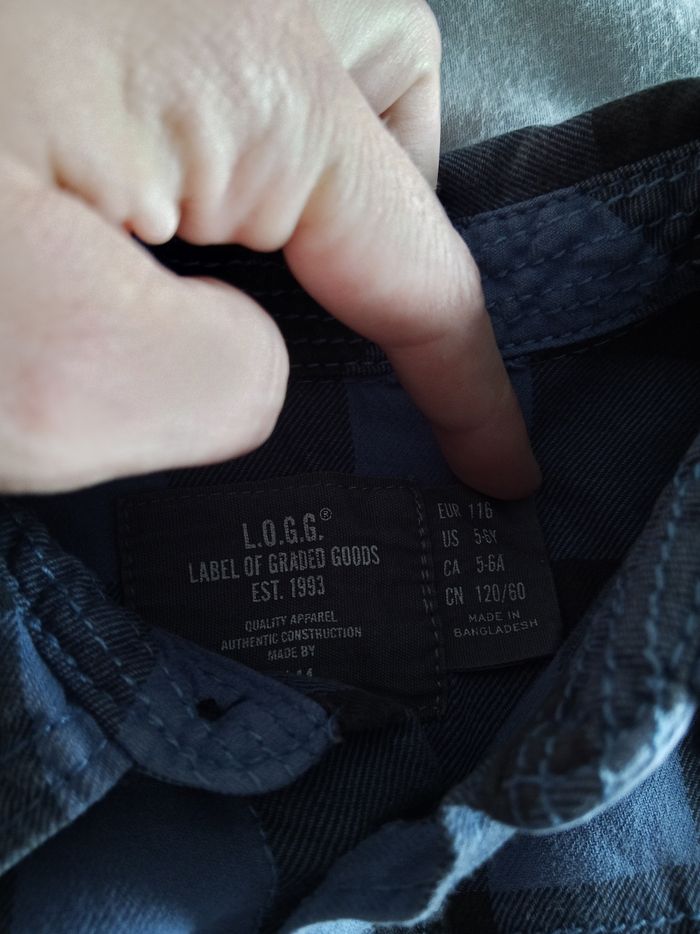 L.O.G.G.®
LABEL OF GRADED GOODS
EST. 1993
QUALITY APPAREL
AUTHENTIC CONSTRUCTION
MADE BY
EUR 116
US 5-6Y
CA 5-6A
CN 120/60
MADE IN
BANGLADESH